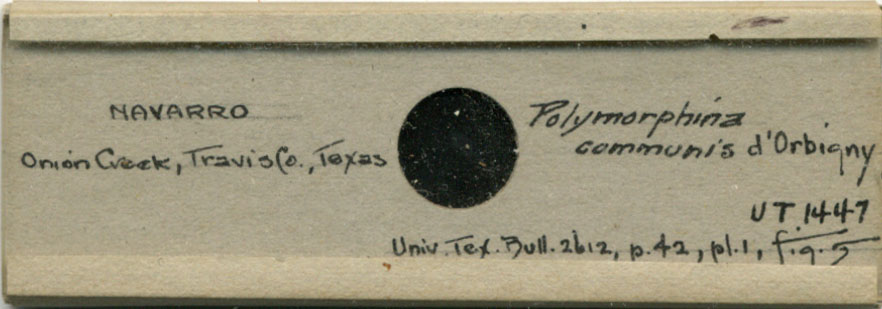 NAVARRO
Onion Creek, Travis Co., Texas
Polymorphina
communis d'Orbigny
UT 1447
Univ. Tex. Bull. 2612, p. 42, pl. 1, fig. 5